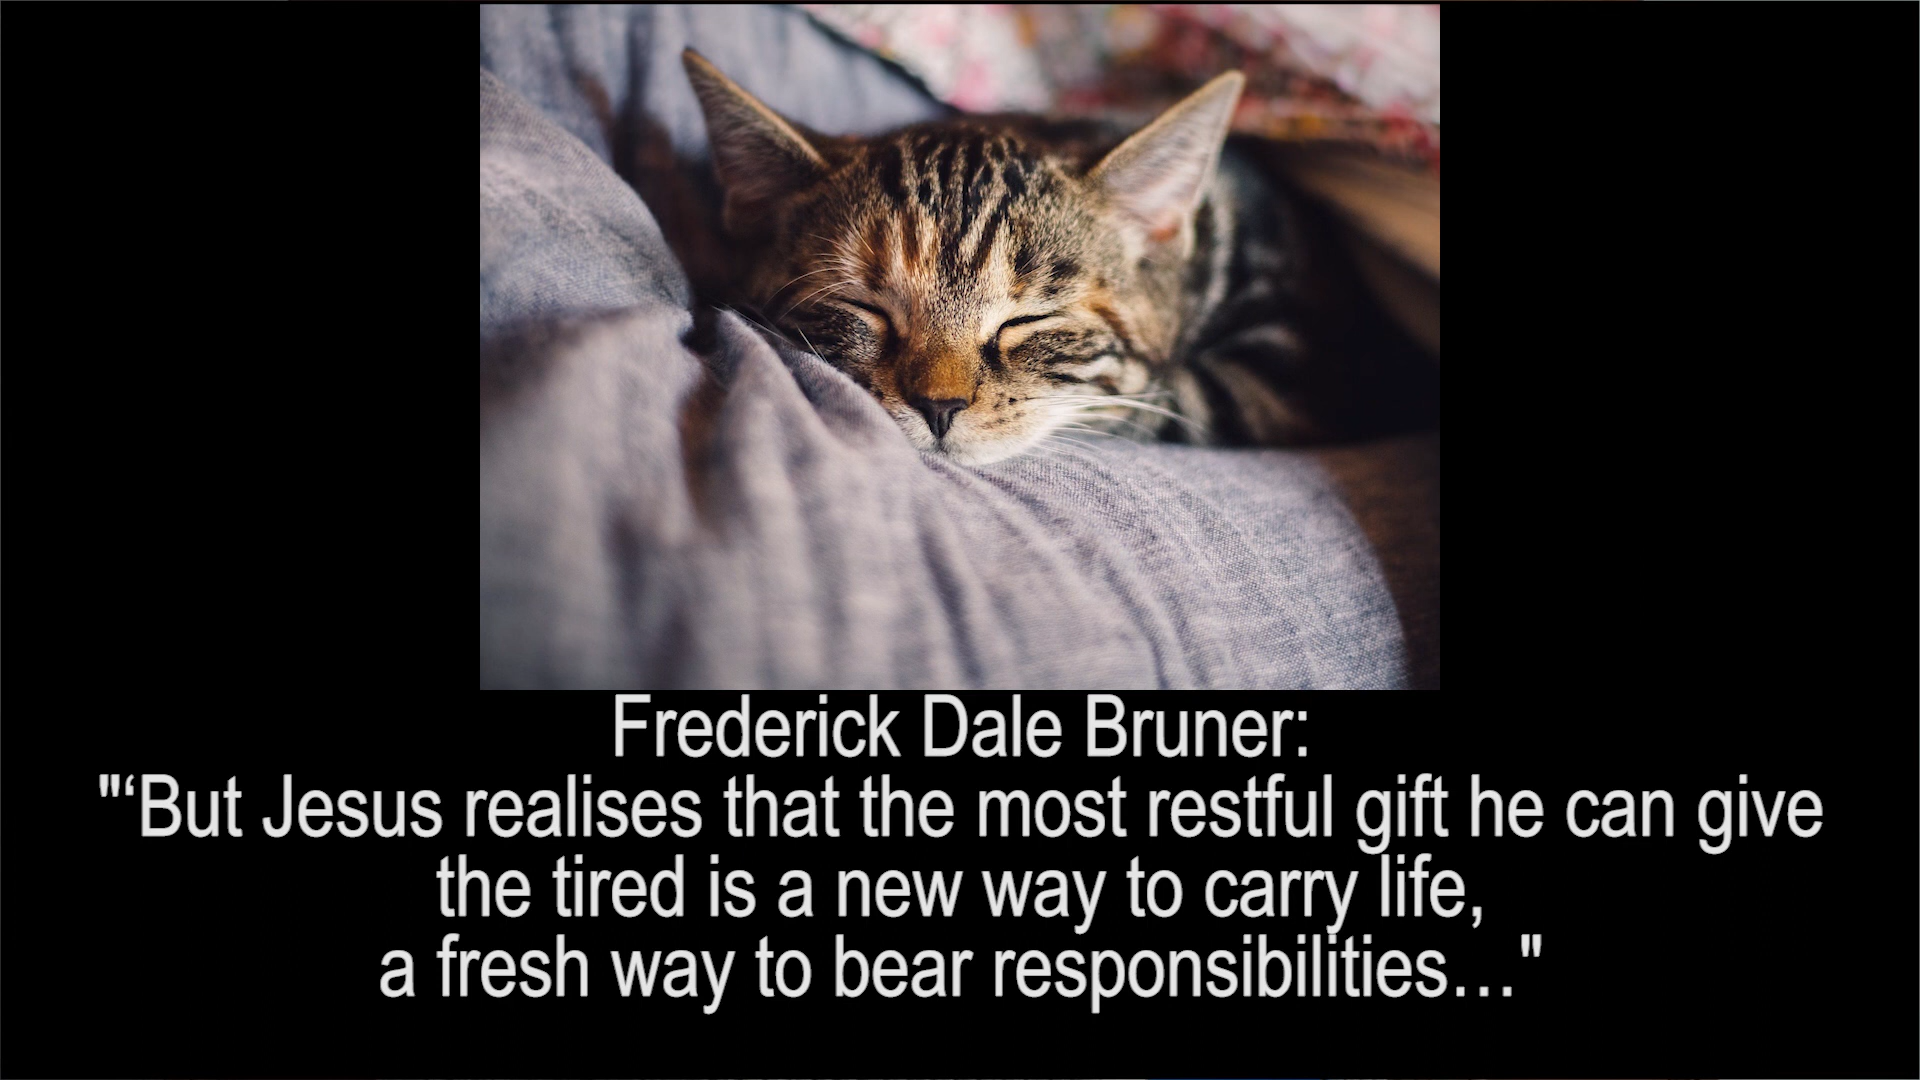 Frederick Dale Bruner:
"‘But Jesus realises that the most restful gift he can give
the tired is a new way to carry life,
a fresh way to bear responsibilities…"